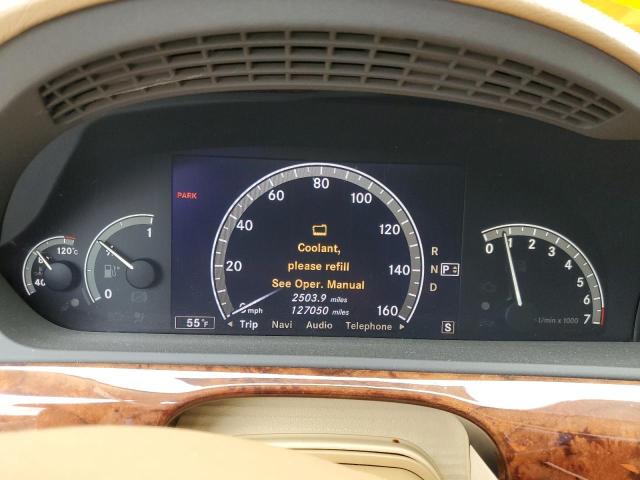 PARK
80
60
100
40
120
20
140
0 mph
160
Coolant,
please refill
See Oper. Manual
2503.9 miles
127050 miles
R
N P
D
55°F
Trip Navi Audio Telephone
S
120°C
40
1
0
0
1
2
3
4
5
6
7
1/min x 1000